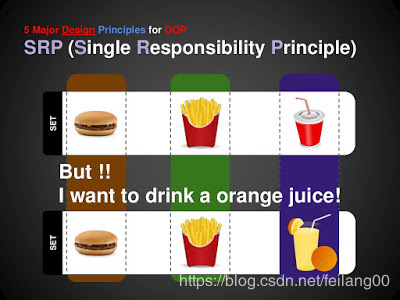 5 Major Design Principles for OOP
SRP (Single Responsibility Principle)
SET
But !!
I want to drink a orange juice!
SET
https://blog.csdn.net/feilang00